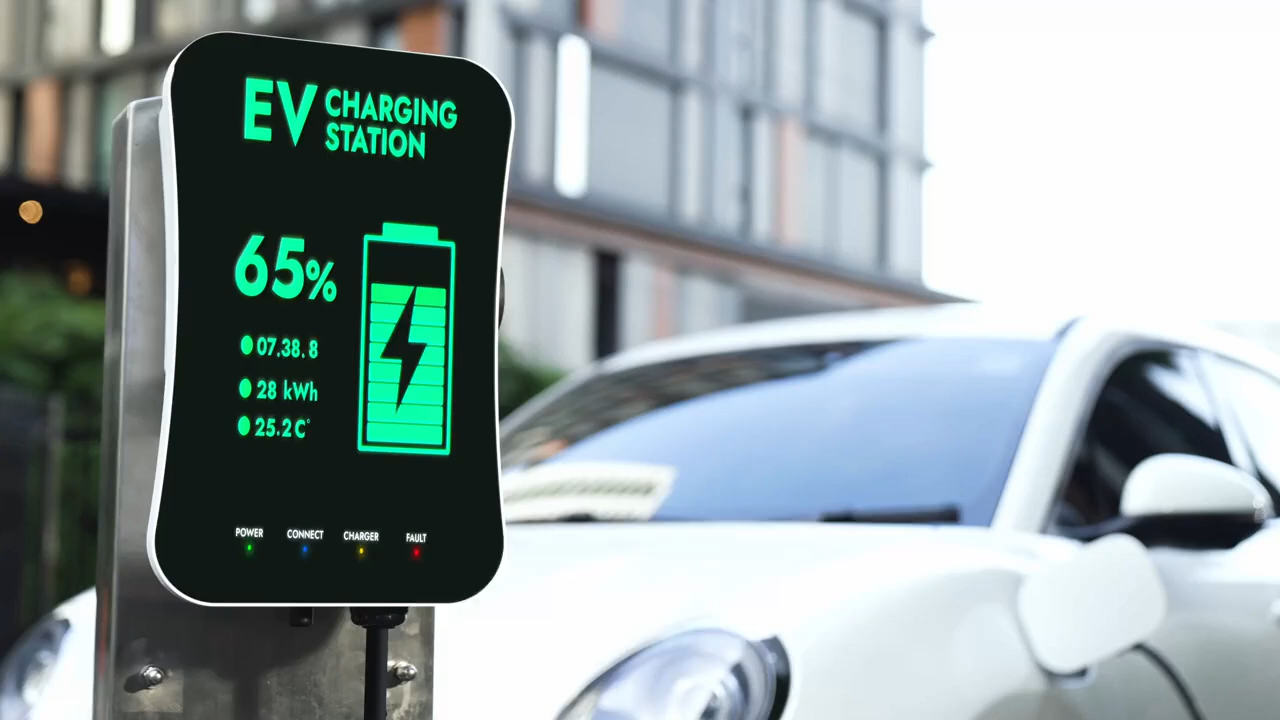 EV CHARGING
STATION
65%
07.38.8
28 kWh
25.2 C°
POWER CONNECT CHARGER FAULT